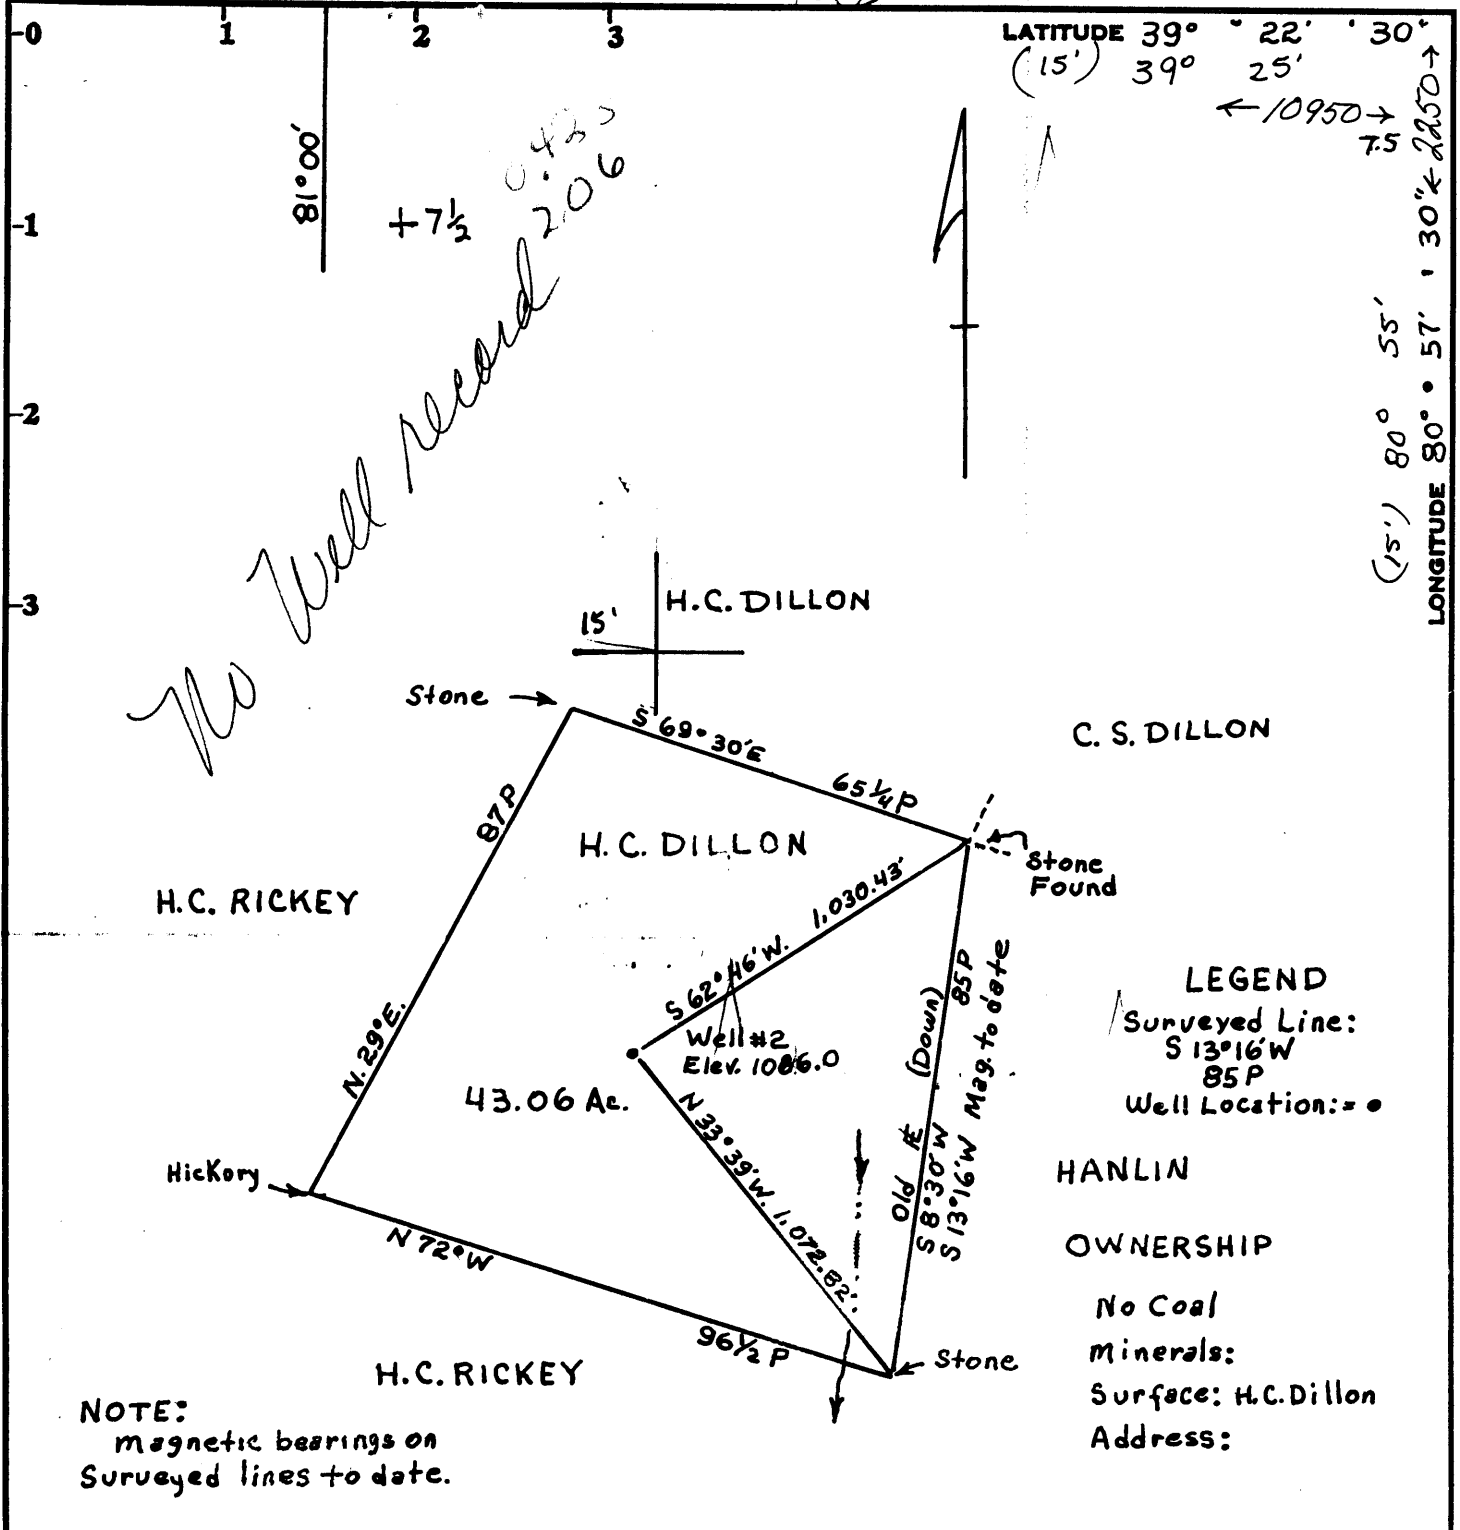 0 1 2 3
LATITUDE 39° 22' 30"
(15') 39° 25'
←10950→
7.5
2250→
LONGITUDE 80° 57' 30"←
(15') 80° 55'
81°00'
+7½
2.06
-1
-2
-3
No Well record
H.C. DILLON
15'
Stone
S 69°30'E
65¼P
C. S. DILLON
87P
N. 29°E.
H.C. DILLON
Stone
Found
H.C. RICKEY
1,030.43'
S 62°46'W.
Well #2
Elev. 1086.0
43.06 Ac.
N 33°39'W. 1,072.82'.
Old (Down)
S 8°30'W 85P
S 13°16'W Mag. to date
LEGEND
Surveyed Line:
S 13°16'W
85P
Well Location:= •
Hickory
HANLIN
N 72°W
96½P
OWNERSHIP
No Coal
Minerals:
Stone
H.C. RICKEY
Surface: H.C. Dillon
Address:
NOTE:
Magnetic bearings on
Surveyed lines to date.